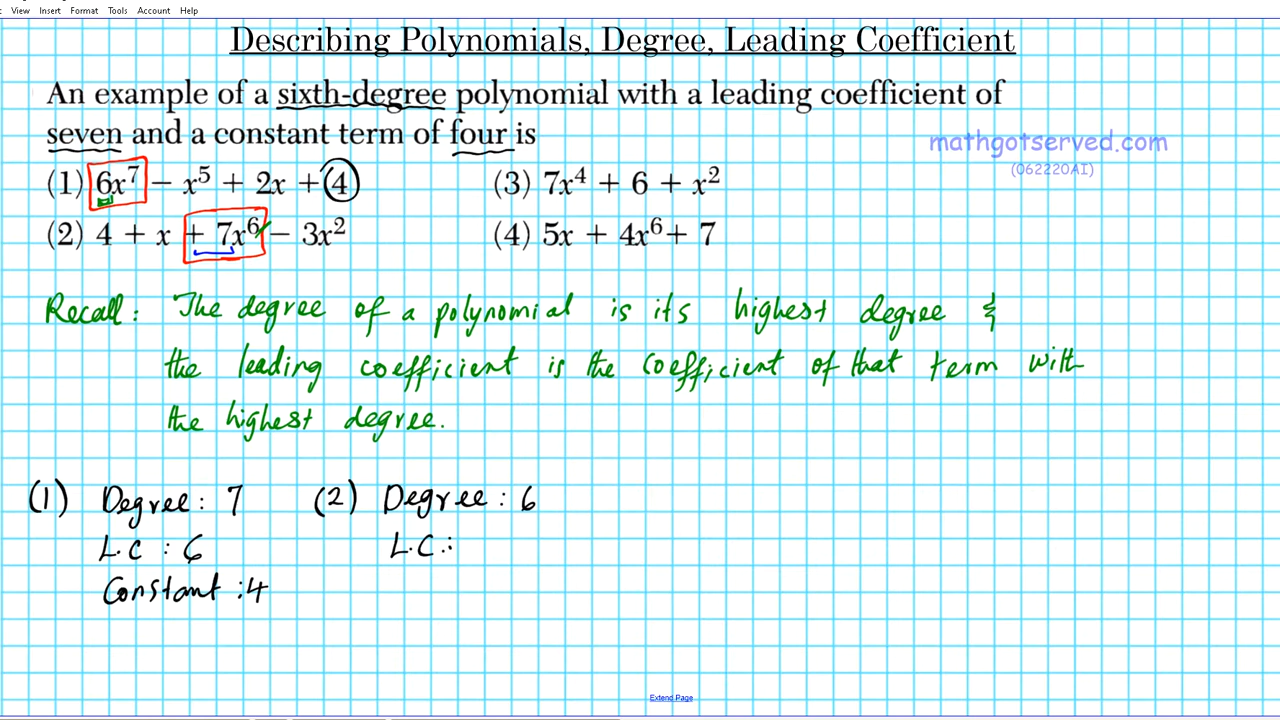 View Insert Format Tools Account Help
Describing Polynomials, Degree, Leading Coefficient
An example of a sixth-degree polynomial with a leading coefficient of
seven and a constant term of four is
mathgotserved.com
(062220AI)
(1) 6x⁷ − x⁵ + 2x + 4
(3) 7x⁴ + 6 + x²
(2) 4 + x + 7x⁶ − 3x²
(4) 5x + 4x⁶ + 7
Recall: The degree of a polynomial is its highest degree &
the leading coefficient is the coefficient of that term with
the highest degree.
(1) Degree: 7
L.C : 6
Constant :4
(2) Degree: 6
L.C.:
Extend Page